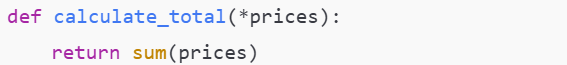 def calculate_total(*prices):
    return sum(prices)